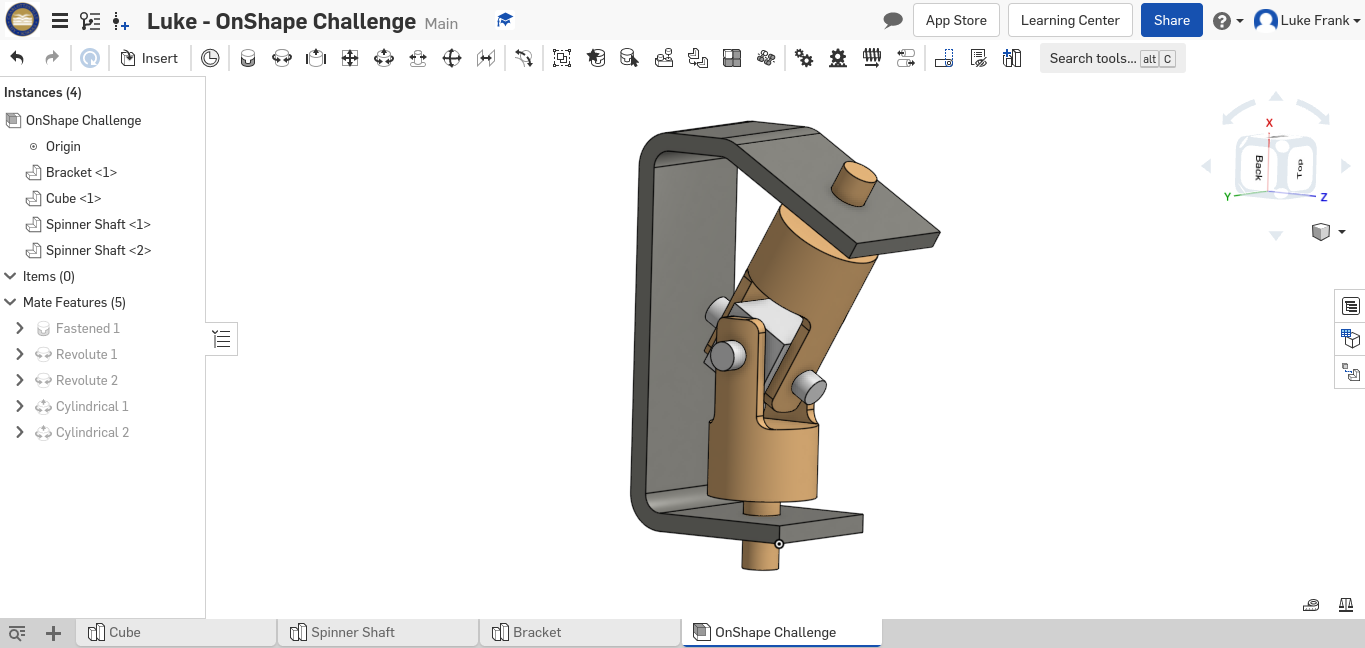 Luke - OnShape Challenge Main
App Store
Learning Center
Share
Luke Frank
Insert
Search tools... alt C
Instances (4)
OnShape Challenge
Origin
Bracket <1>
Cube <1>
Spinner Shaft <1>
Spinner Shaft <2>
Items (0)
Mate Features (5)
Fastened 1
Revolute 1
Revolute 2
Cylindrical 1
Cylindrical 2
X
Back
Top
Y
Z
Cube
Spinner Shaft
Bracket
OnShape Challenge